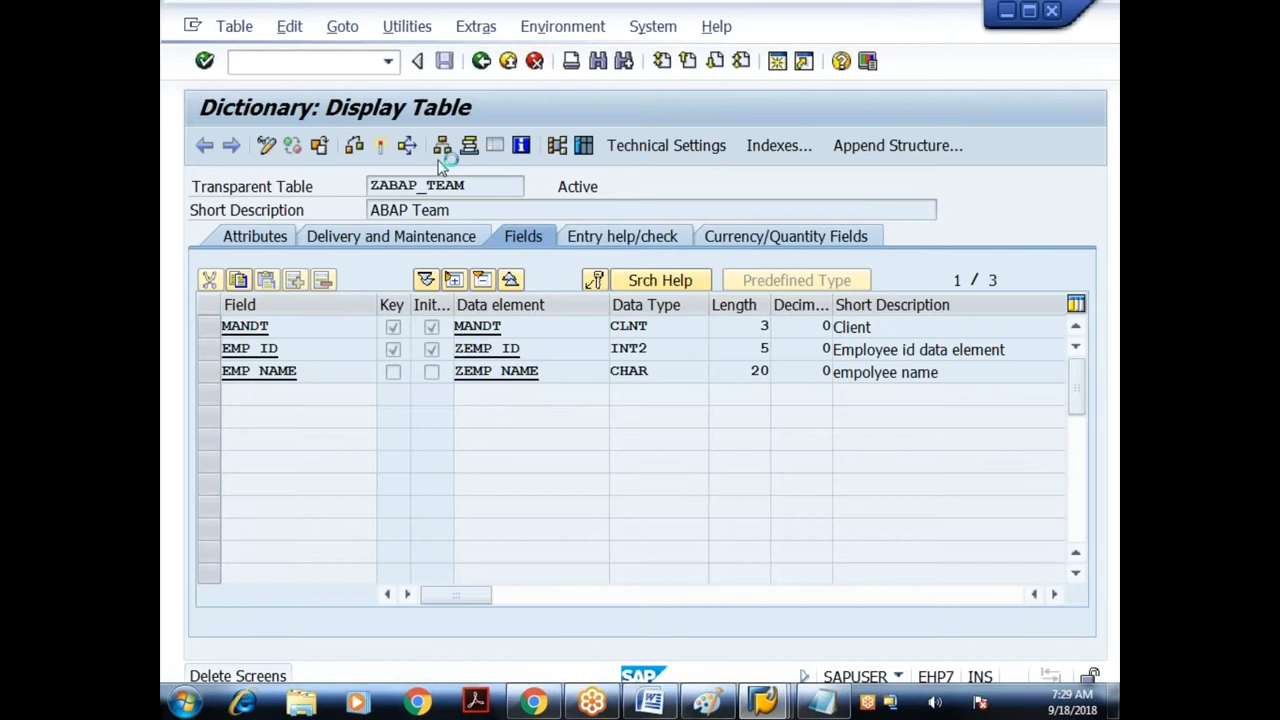 Table Edit Goto Utilities Extras Environment System Help
Dictionary: Display Table
Technical Settings Indexes... Append Structure...
Transparent Table ZABAP_TEAM Active
Short Description ABAP Team
Attributes Delivery and Maintenance Fields Entry help/check Currency/Quantity Fields
Srch Help Predefined Type 1 / 3
Field Key Init... Data element Data Type Length Decim... Short Description
MANDT MANDT CLNT 3 0 Client
EMP_ID ZEMP_ID INT2 5 0 Employee id data element
EMP_NAME ZEMP_NAME CHAR 20 0 empolyee name
Delete Screens SAP SAPUSER EHP7 INS
7:29 AM
9/18/2018